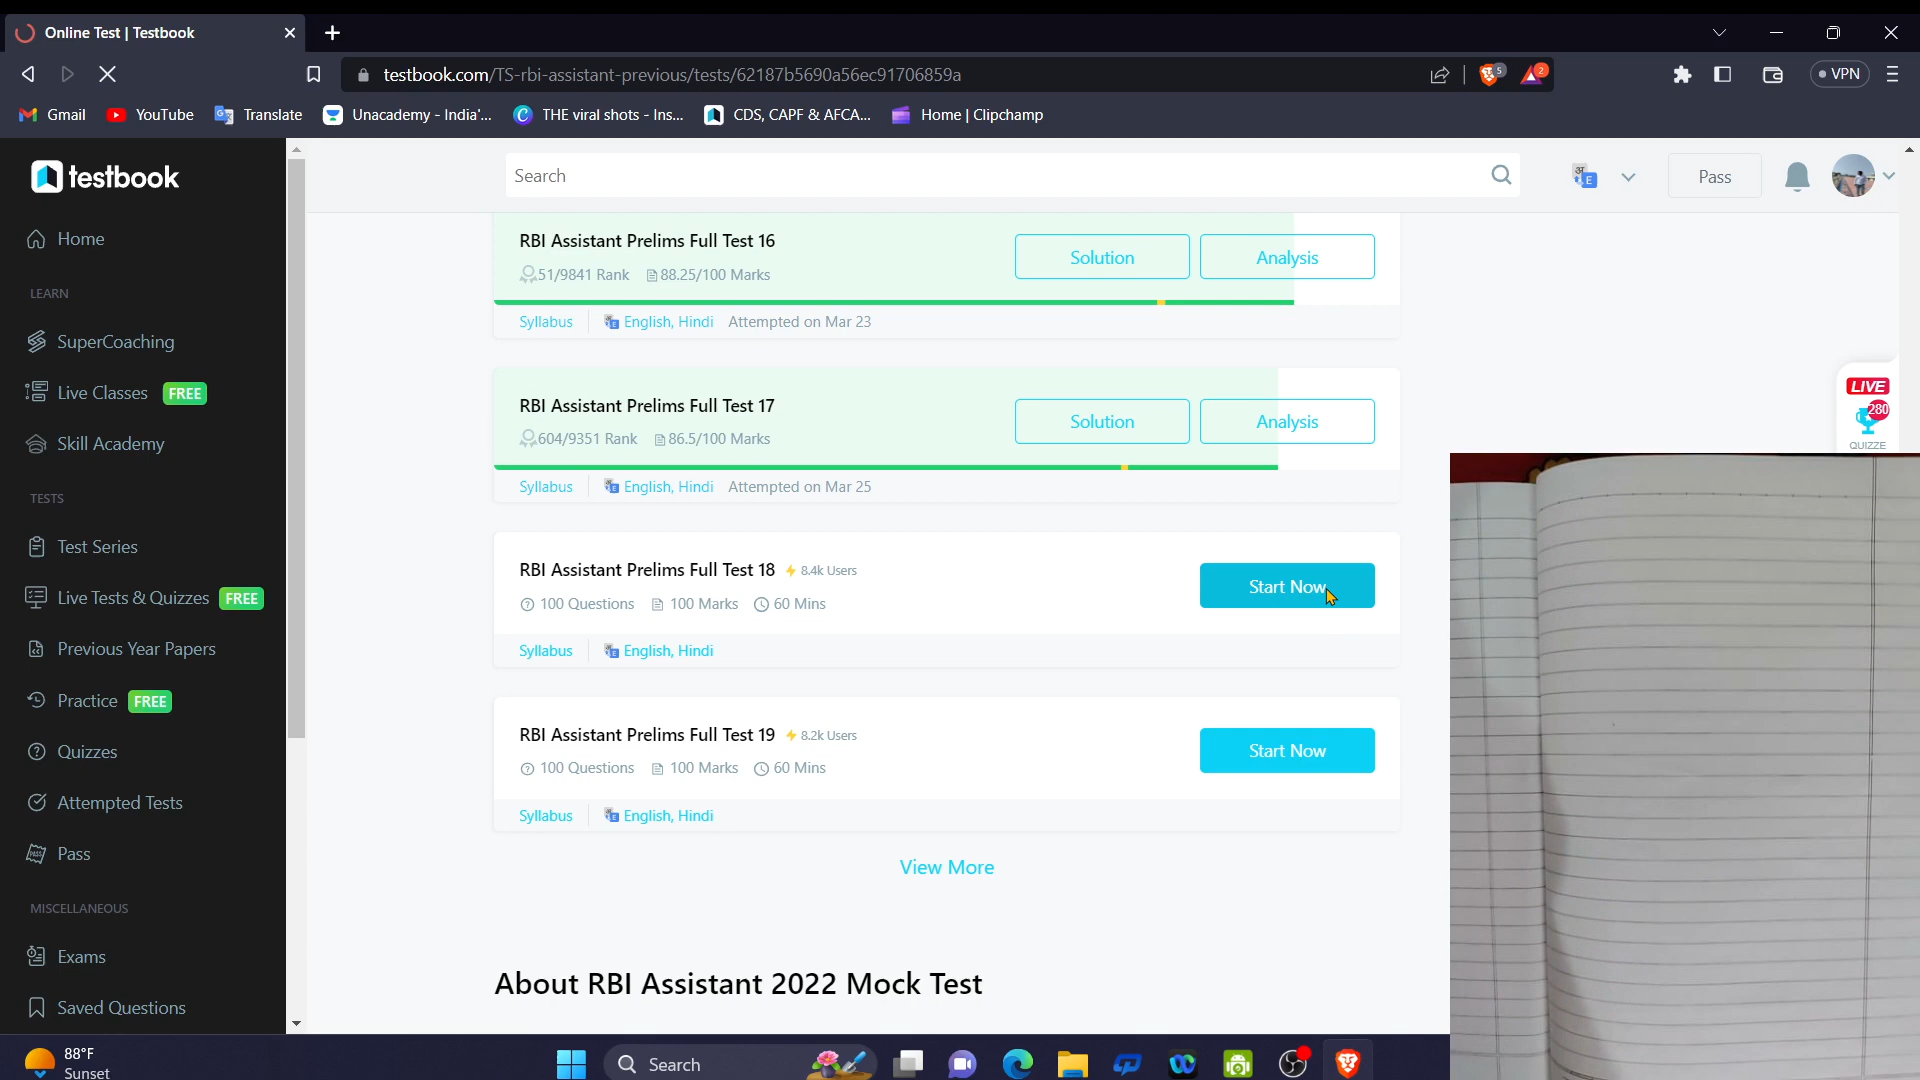 Online Test | Testbook
testbook.com/TS-rbi-assistant-previous/tests/62187b5690a56ec91706859a
5
2
VPN
Gmail
YouTube
Translate
Unacademy - India'...
THE viral shots - Ins...
CDS, CAPF & AFCA...
Home | Clipchamp
testbook
Search
Pass
Home
LEARN
SuperCoaching
Live Classes FREE
Skill Academy
TESTS
Test Series
Live Tests & Quizzes FREE
Previous Year Papers
Practice FREE
Quizzes
Attempted Tests
Pass
MISCELLANEOUS
Exams
Saved Questions
RBI Assistant Prelims Full Test 16
51/9841 Rank 88.25/100 Marks
Solution
Analysis
Syllabus English, Hindi Attempted on Mar 23
RBI Assistant Prelims Full Test 17
604/9351 Rank 86.5/100 Marks
Solution
Analysis
Syllabus English, Hindi Attempted on Mar 25
RBI Assistant Prelims Full Test 18 8.4k Users
100 Questions 100 Marks 60 Mins
Start Now
Syllabus English, Hindi
RBI Assistant Prelims Full Test 19 8.2k Users
100 Questions 100 Marks 60 Mins
Start Now
Syllabus English, Hindi
View More
About RBI Assistant 2022 Mock Test
LIVE
280
QUIZZE
88°F
Sunset
Search